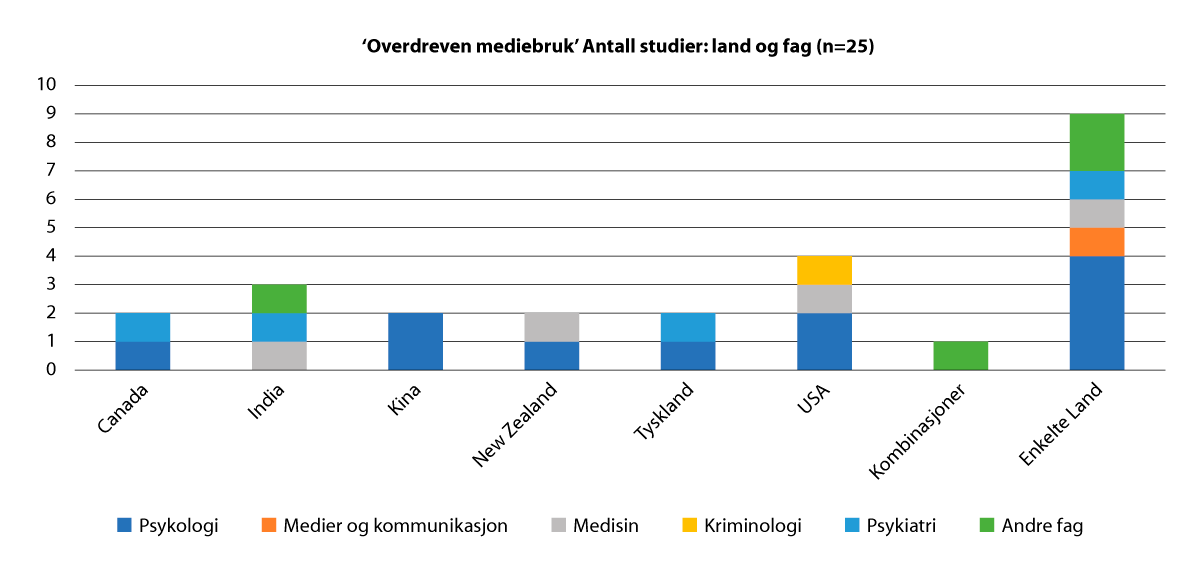 ‘Overdreven mediebruk’ Antall studier: land og fag (n=25)
10
9
8
7
6
5
4
3
2
1
0
Canada
India
Kina
New Zealand
Tyskland
USA
Kombinasjoner
Enkelte Land
Psykologi
Medier og kommunikasjon
Medisin
Kriminologi
Psykiatri
Andre fag